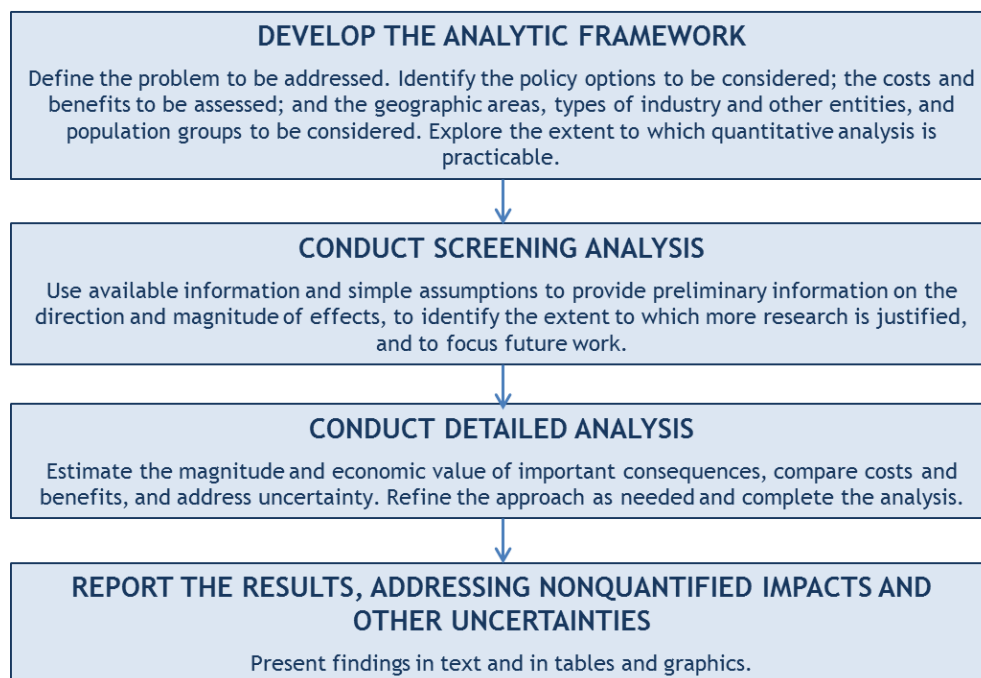 DEVELOP THE ANALYTIC FRAMEWORK
Define the problem to be addressed. Identify the policy options to be considered; the costs and
benefits to be assessed; and the geographic areas, types of industry and other entities, and
population groups to be considered. Explore the extent to which quantitative analysis is
practicable.
CONDUCT SCREENING ANALYSIS
Use available information and simple assumptions to provide preliminary information on the
direction and magnitude of effects, to identify the extent to which more research is justified,
and to focus future work.
CONDUCT DETAILED ANALYSIS
Estimate the magnitude and economic value of important consequences, compare costs and
benefits, and address uncertainty. Refine the approach as needed and complete the analysis.
REPORT THE RESULTS, ADDRESSING NONQUANTIFIED IMPACTS AND
OTHER UNCERTAINTIES
Present findings in text and in tables and graphics.